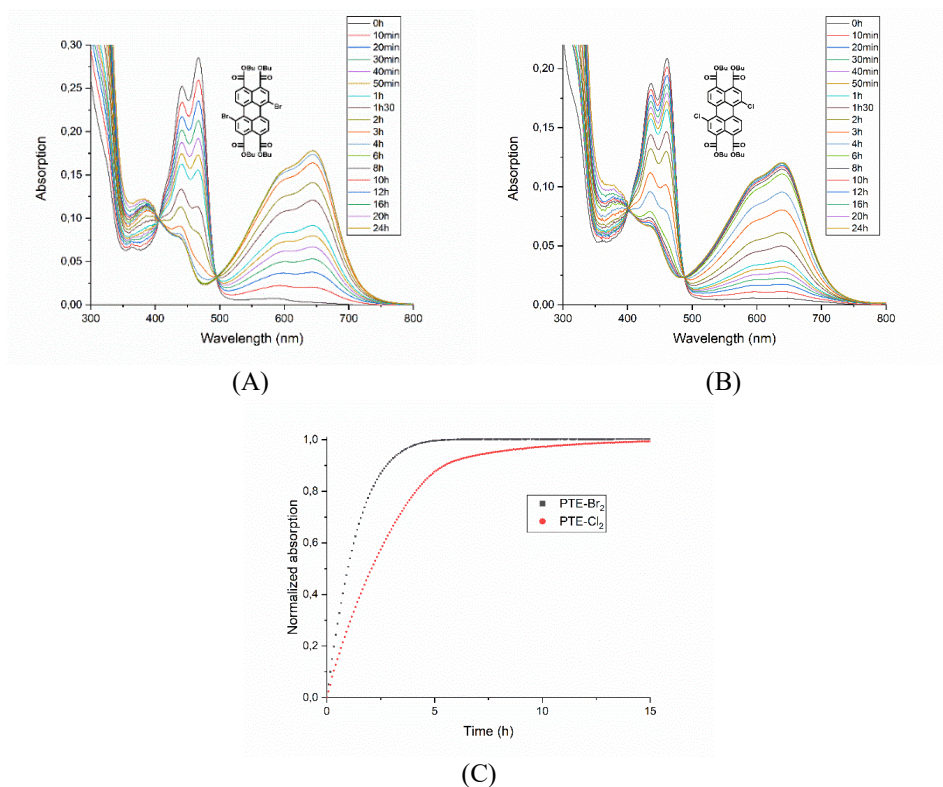 0,30
0,25
0,20
0,15
0,10
0,05
0,00
Absorption
300 400 500 600 700 800
Wavelength (nm)
OBu OBu
O O
Br
Br
O O
OBu OBu
0h
10min
20min
30min
40min
50min
1h
1h30
2h
3h
4h
6h
8h
10h
12h
16h
20h
24h
(A)
0,20
0,15
0,10
0,05
0,00
Absorption
300 400 500 600 700 800
Wavelength (nm)
OBu OBu
O O
Cl
Cl
O O
OBu OBu
0h
10min
20min
30min
40min
50min
1h
1h30
2h
3h
4h
6h
8h
10h
12h
16h
20h
24h
(B)
1,0
0,8
0,6
0,4
0,2
0,0
Normalized absorption
0 5 10 15
Time (h)
PTE-Br₂
PTE-Cl₂
(C)